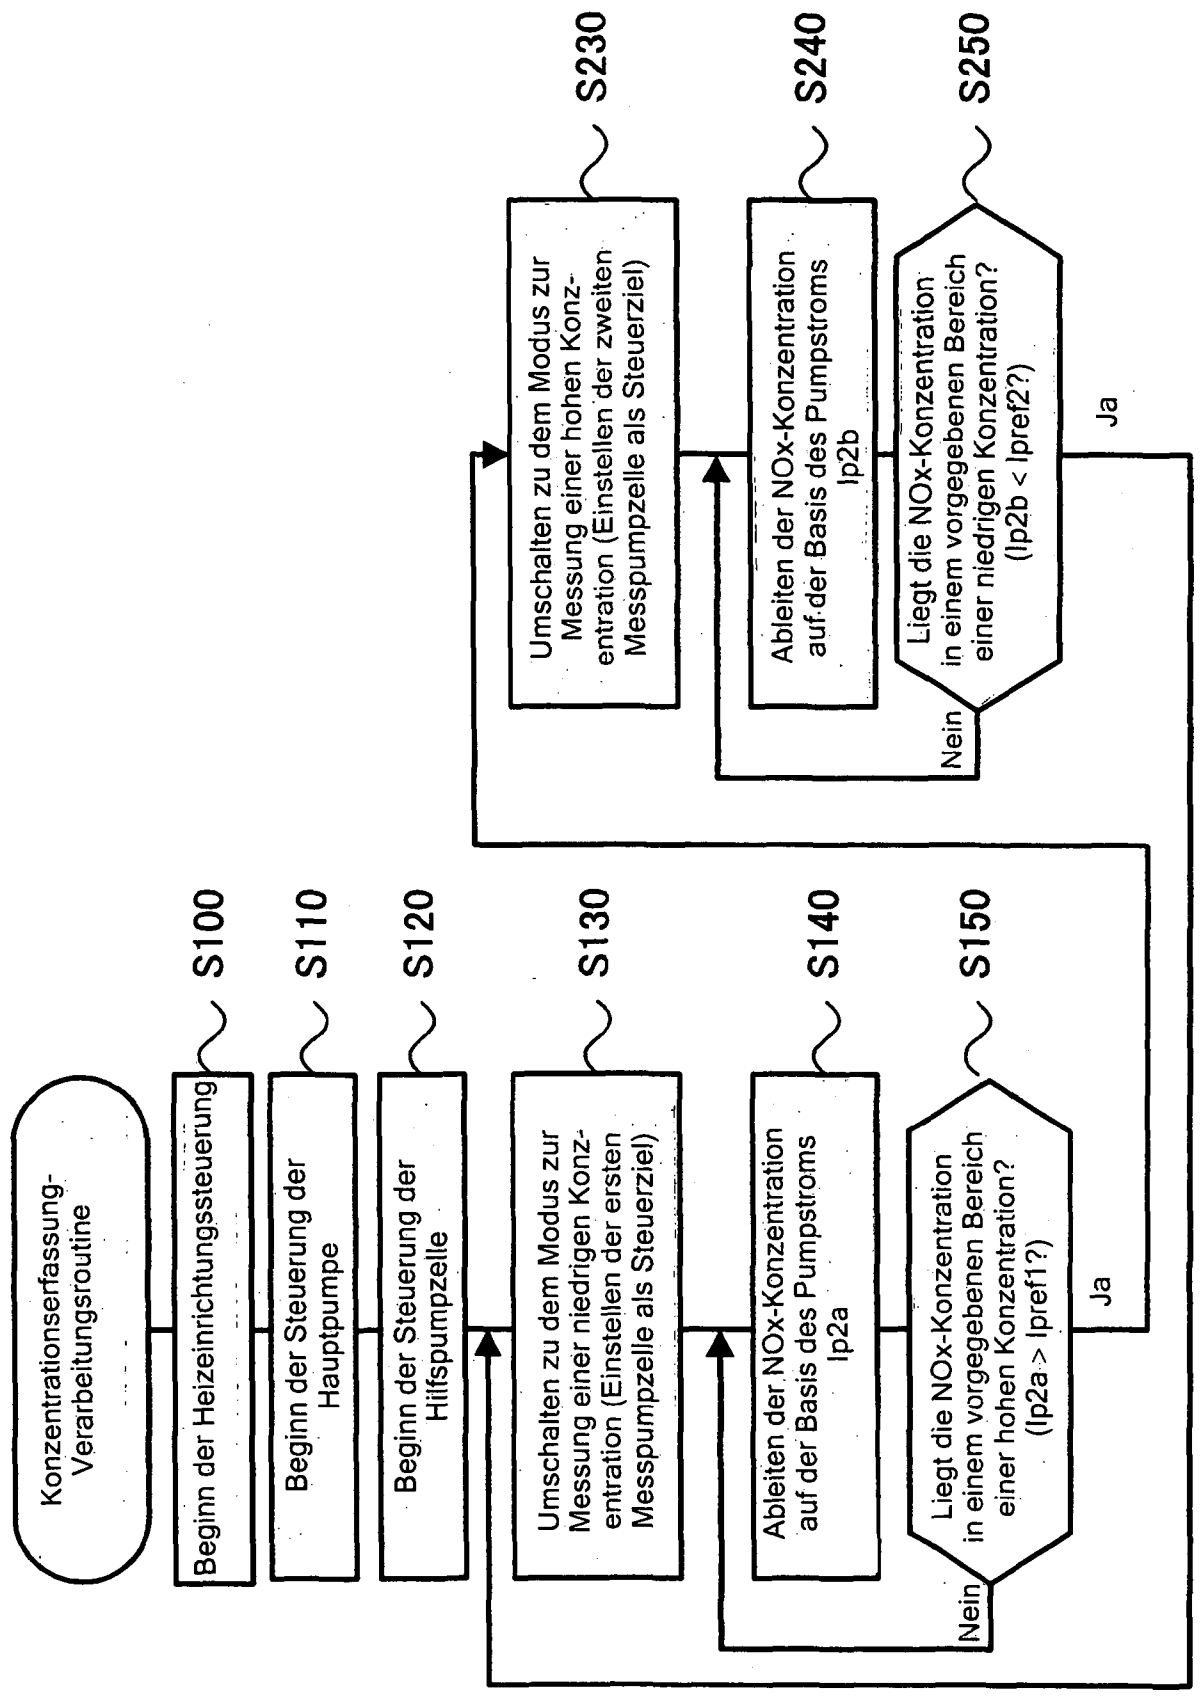 Konzentrationserfassung-
Verarbeitungsroutine
Beginn der Heizeinrichtungssteuerung
S100
Beginn der Steuerung der
Hauptpumpe
S110
Beginn der Steuerung der
Hilfspumpzelle
S120
Umschalten zu dem Modus zur
Messung einer niedrigen Konz-
entration (Einstellen der ersten
Messpumpzelle als Steuerziel)
S130
Ableiten der NOx-Konzentration
auf der Basis des Pumpstroms
Ip2a
S140
Liegt die NOx-Konzentration
in einem vorgegebenen Bereich
einer hohen Konzentration?
(Ip2a > Ipref1?)
S150
Nein
Ja
Umschalten zu dem Modus zur
Messung einer hohen Konz-
entration (Einstellen der zweiten
Messpumpzelle als Steuerziel)
S230
Ableiten der NOx-Konzentration
auf der Basis des Pumpstroms
Ip2b
S240
Liegt die NOx-Konzentration
in einem vorgegebenen Bereich
einer niedrigen Konzentration?
(Ip2b < Ipref2?)
S250
Nein
Ja